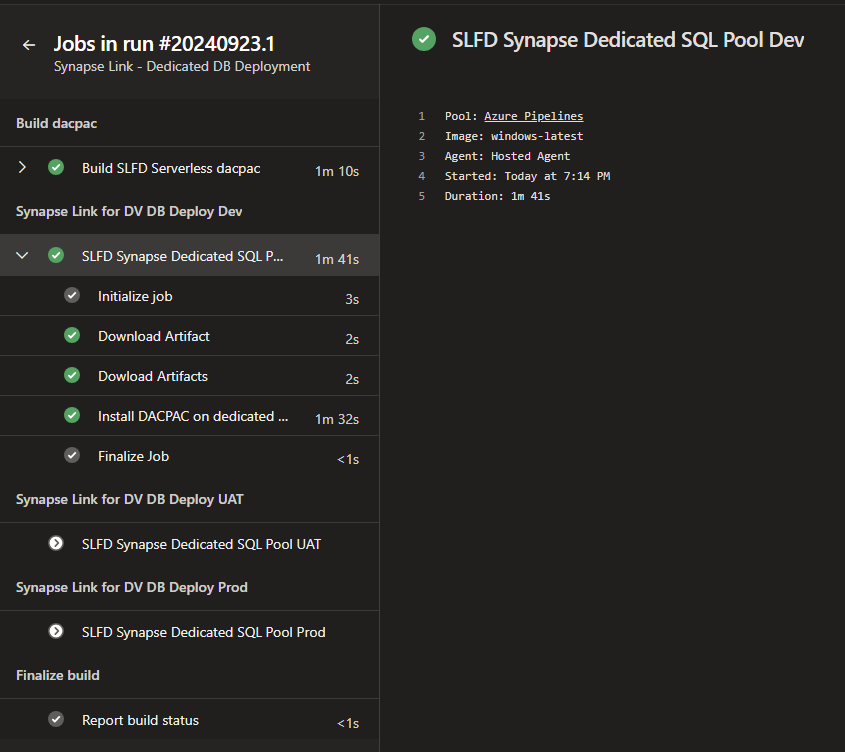 Jobs in run #20240923.1
Synapse Link - Dedicated DB Deployment
Build dacpac
Build SLFD Serverless dacpac 1m 10s
Synapse Link for DV DB Deploy Dev
SLFD Synapse Dedicated SQL P... 1m 41s
Initialize job 3s
Download Artifact 2s
Dowload Artifacts 2s
Install DACPAC on dedicated ... 1m 32s
Finalize Job <1s
Synapse Link for DV DB Deploy UAT
SLFD Synapse Dedicated SQL Pool UAT
Synapse Link for DV DB Deploy Prod
SLFD Synapse Dedicated SQL Pool Prod
Finalize build
Report build status <1s
SLFD Synapse Dedicated SQL Pool Dev
1 Pool: Azure Pipelines
2 Image: windows-latest
3 Agent: Hosted Agent
4 Started: Today at 7:14 PM
5 Duration: 1m 41s